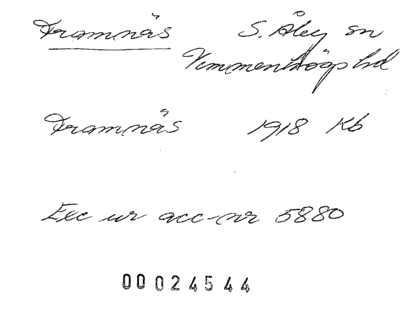 Framnäs S. Åby sn
Vemmenhögs hd
Framnäs 1918 Kb
Exc ur acc-nr 5880
00024544